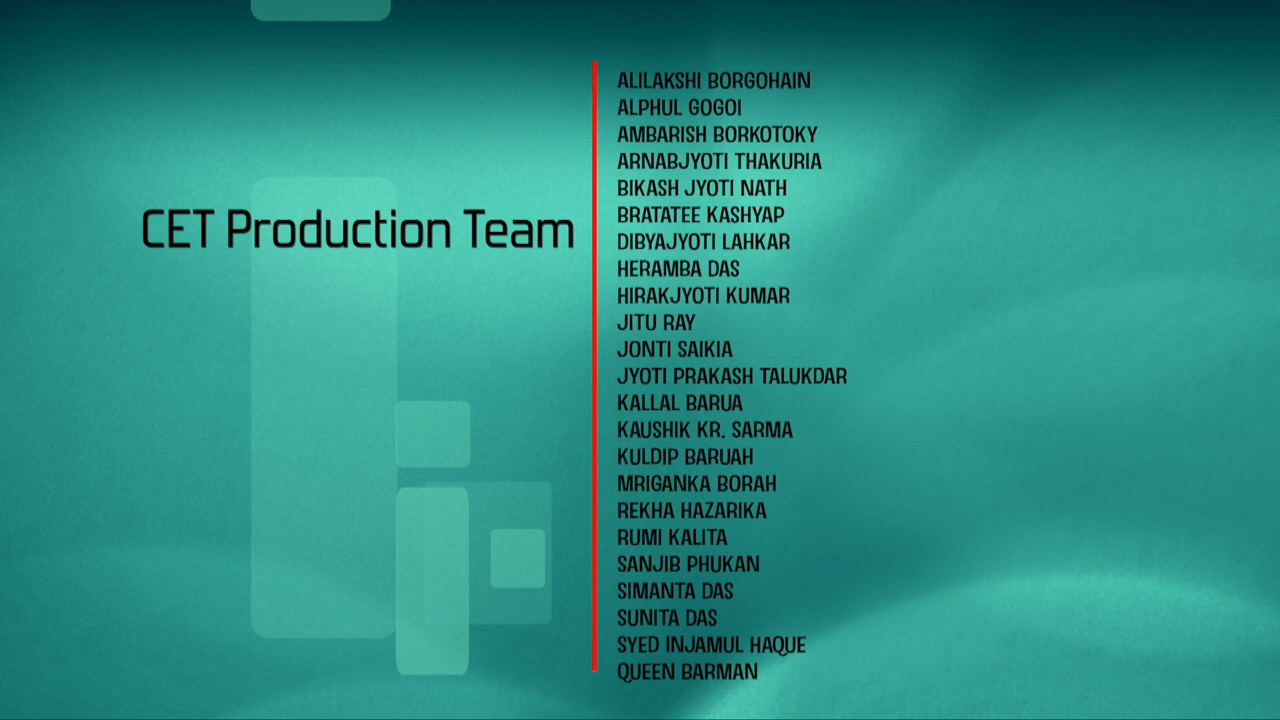 CET Production Team
ALILAKSHI BORGOHAIN
ALPHUL GOGOI
AMBARISH BORKOTOKY
ARNABJYOTI THAKURIA
BIKASH JYOTI NATH
BRATATEE KASHYAP
DIBYAJYOTI LAHKAR
HERAMBA DAS
HIRAKJYOTI KUMAR
JITU RAY
JONTI SAIKIA
JYOTI PRAKASH TALUKDAR
KALLAL BARUA
KAUSHIK KR. SARMA
KULDIP BARUAH
MRIGANKA BORAH
REKHA HAZARIKA
RUMI KALITA
SANJIB PHUKAN
SIMANTA DAS
SUNITA DAS
SYED INJAMUL HAQUE
QUEEN BARMAN